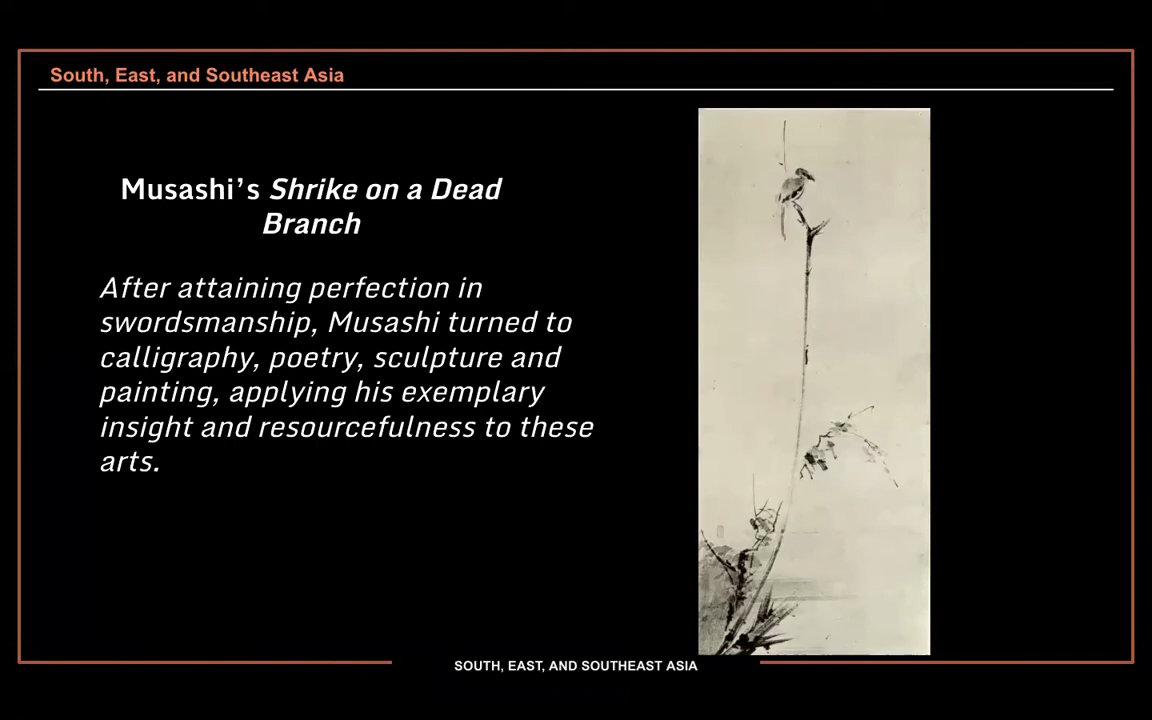 South, East, and Southeast Asia
Musashi’s Shrike on a Dead
Branch
After attaining perfection in
swordsmanship, Musashi turned to
calligraphy, poetry, sculpture and
painting, applying his exemplary
insight and resourcefulness to these
arts.
SOUTH, EAST, AND SOUTHEAST ASIA